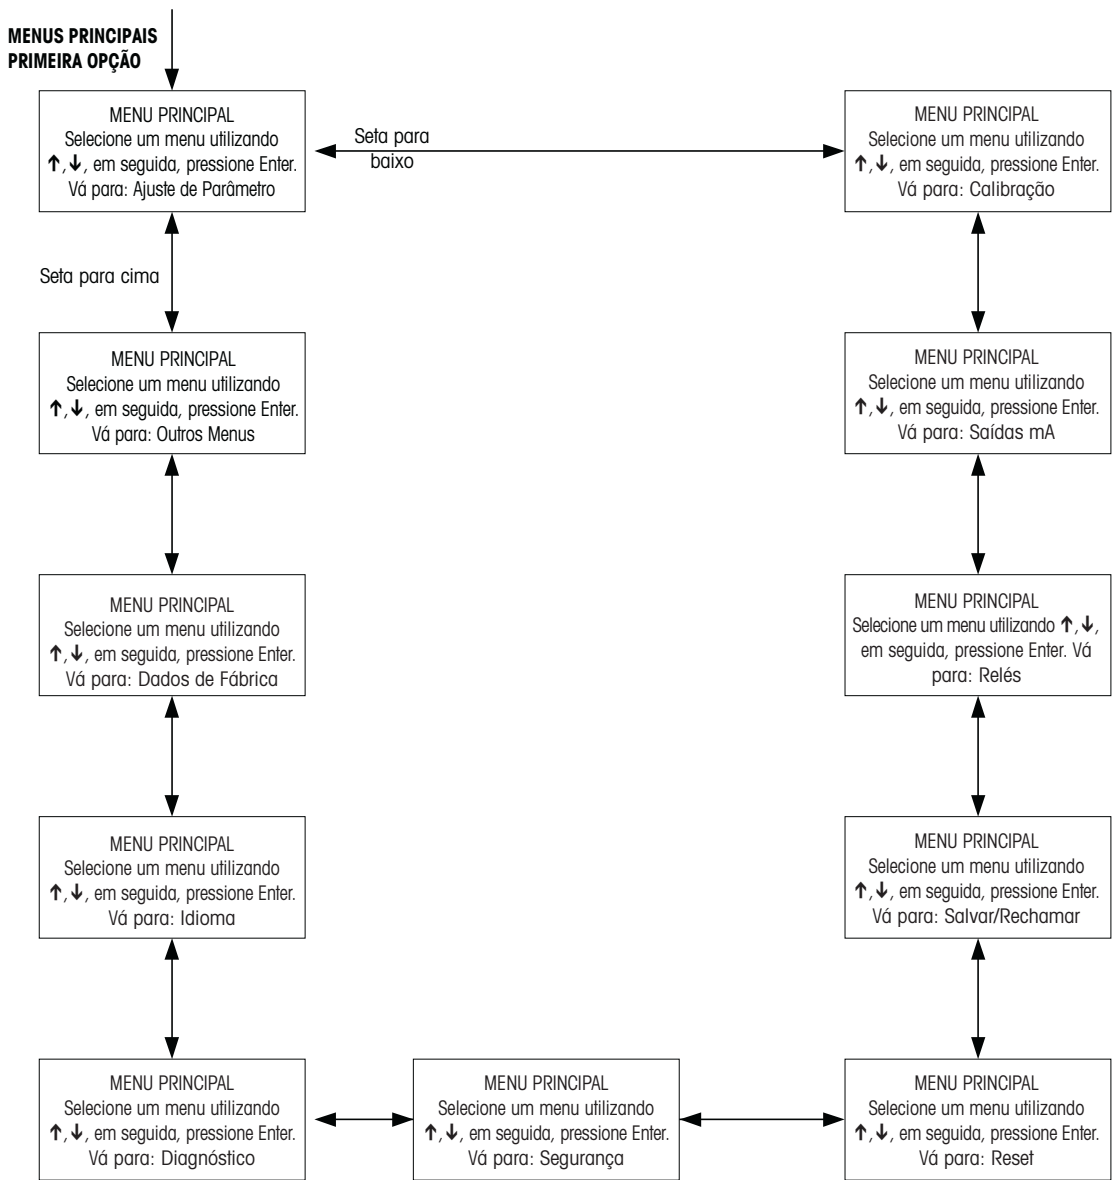 MENUS PRINCIPAIS
PRIMEIRA OPÇÃO
MENU PRINCIPAL
Selecione um menu utilizando
↑,↓, em seguida, pressione Enter.
Vá para: Ajuste de Parâmetro
Seta para
baixo
MENU PRINCIPAL
Selecione um menu utilizando
↑,↓, em seguida, pressione Enter.
Vá para: Calibração
Seta para cima
MENU PRINCIPAL
Selecione um menu utilizando
↑,↓, em seguida, pressione Enter.
Vá para: Outros Menus
MENU PRINCIPAL
Selecione um menu utilizando
↑,↓, em seguida, pressione Enter.
Vá para: Saídas mA
MENU PRINCIPAL
Selecione um menu utilizando
↑,↓, em seguida, pressione Enter.
Vá para: Dados de Fábrica
MENU PRINCIPAL
Selecione um menu utilizando ↑,↓,
em seguida, pressione Enter. Vá
para: Relés
MENU PRINCIPAL
Selecione um menu utilizando
↑,↓, em seguida, pressione Enter.
Vá para: Idioma
MENU PRINCIPAL
Selecione um menu utilizando
↑,↓, em seguida, pressione Enter.
Vá para: Salvar/Rechamar
MENU PRINCIPAL
Selecione um menu utilizando
↑,↓, em seguida, pressione Enter.
Vá para: Diagnóstico
MENU PRINCIPAL
Selecione um menu utilizando
↑,↓, em seguida, pressione Enter.
Vá para: Segurança
MENU PRINCIPAL
Selecione um menu utilizando
↑,↓, em seguida, pressione Enter.
Vá para: Reset